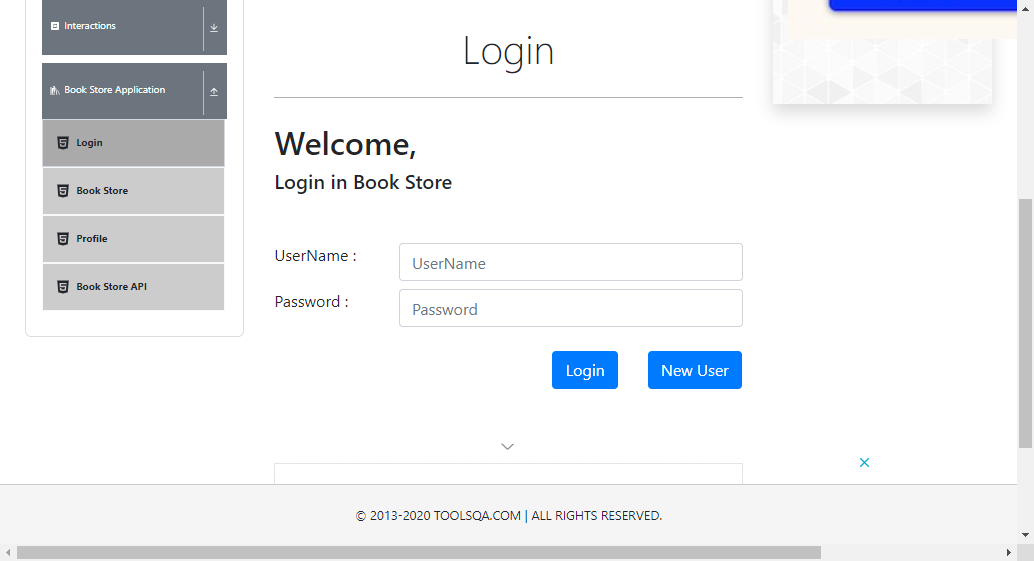 Interactions
Book Store Application
Login
Book Store
Profile
Book Store API
Login
Welcome,
Login in Book Store
UserName :
UserName
Password :
Password
Login
New User
© 2013-2020 TOOLSQA.COM | ALL RIGHTS RESERVED.